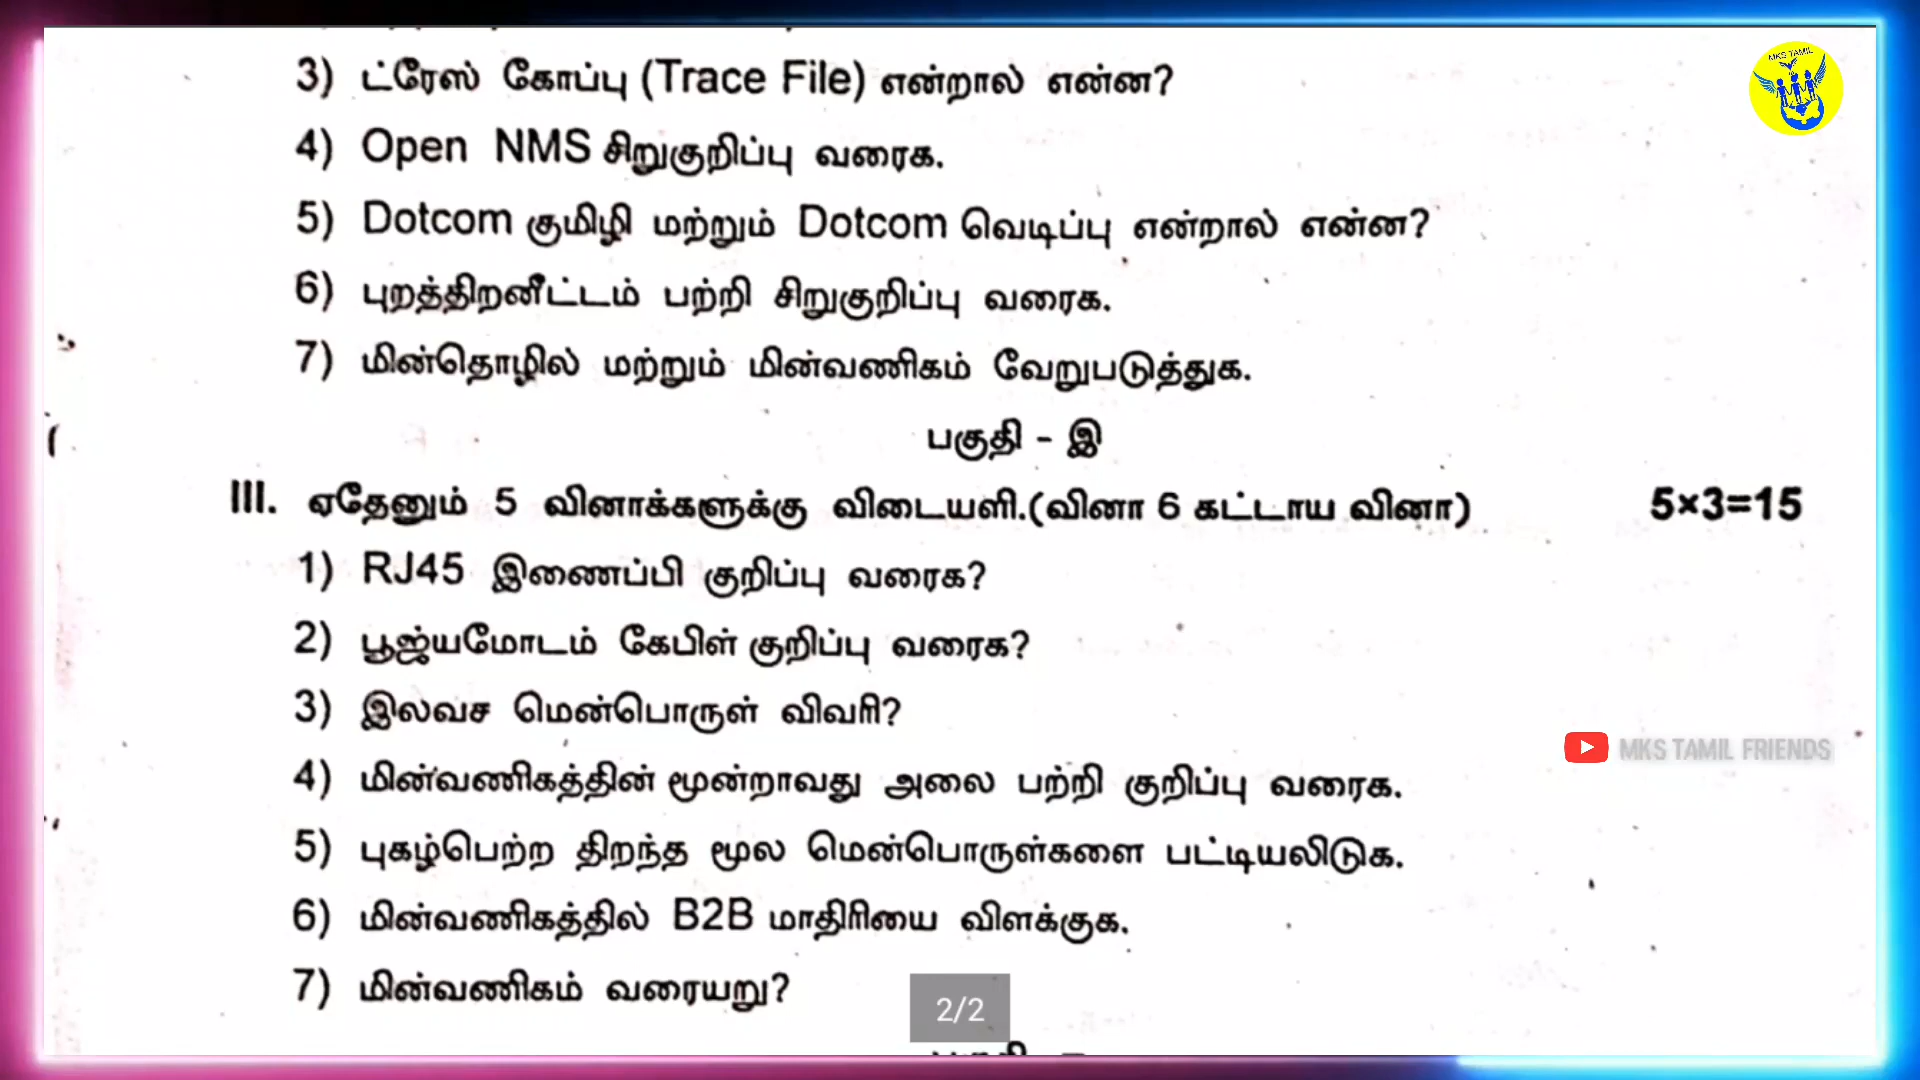 MKS TAMIL
3) ட்ரேஸ் கோப்பு (Trace File) என்றால் என்ன?
4) Open NMS சிறுகுறிப்பு வரைக.
5) Dotcom குமிழி மற்றும் Dotcom வெடிப்பு என்றால் என்ன?
6) புறத்திறனீட்டம் பற்றி சிறுகுறிப்பு வரைக.
7) மின்தொழில் மற்றும் மின்வணிகம் வேறுபடுத்துக.
பகுதி - இ
III. ஏதேனும் 5 வினாக்களுக்கு விடையளி.(வினா 6 கட்டாய வினா) 5×3=15
1) RJ45 இணைப்பி குறிப்பு வரைக?
2) பூஜ்யமோடம் கேபிள் குறிப்பு வரைக?
3) இலவச மென்பொருள் விவரி?
MKS TAMIL FRIENDS
4) மின்வணிகத்தின் மூன்றாவது அலை பற்றி குறிப்பு வரைக.
5) புகழ்பெற்ற திறந்த மூல மென்பொருள்களை பட்டியலிடுக.
6) மின்வணிகத்தில் B2B மாதிரியை விளக்குக.
7) மின்வணிகம் வரையறு?
2/2